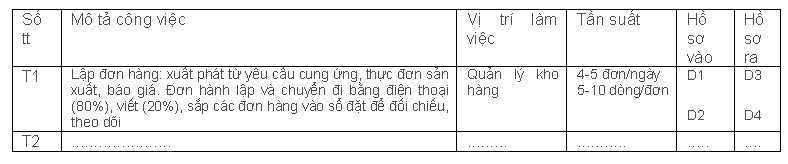 Số tt | Mô tả công việc | Vị trí làm việc | Tần suất | Hồ sơ vào | Hồ sơ ra
T1 | Lập đơn hàng: xuất phát từ yêu cầu cung ứng, thực đơn sản xuất, báo giá. Đơn hành lập và chuyển đi bằng điện thoại (80%), viết (20%), sắp các đơn hàng vào sổ đặt để đối chiếu, theo dõi | Quản lý kho hàng | 4-5 đơn/ngày 5-10 dòng/đơn | D1 D2 | D3 D4
T2 | ....................... | ......... | ........... | ..... | ....